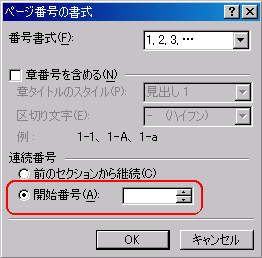 ページ番号の書式
番号書式(F): 1, 2, 3, …
章番号を含める(N)
章タイトルのスタイル(P): 見出し 1
区切り文字(E): - (ハイフン)
例: 1-1、1-A、1-a
連続番号
前のセクションから継続(C)
開始番号(A):
OK キャンセル